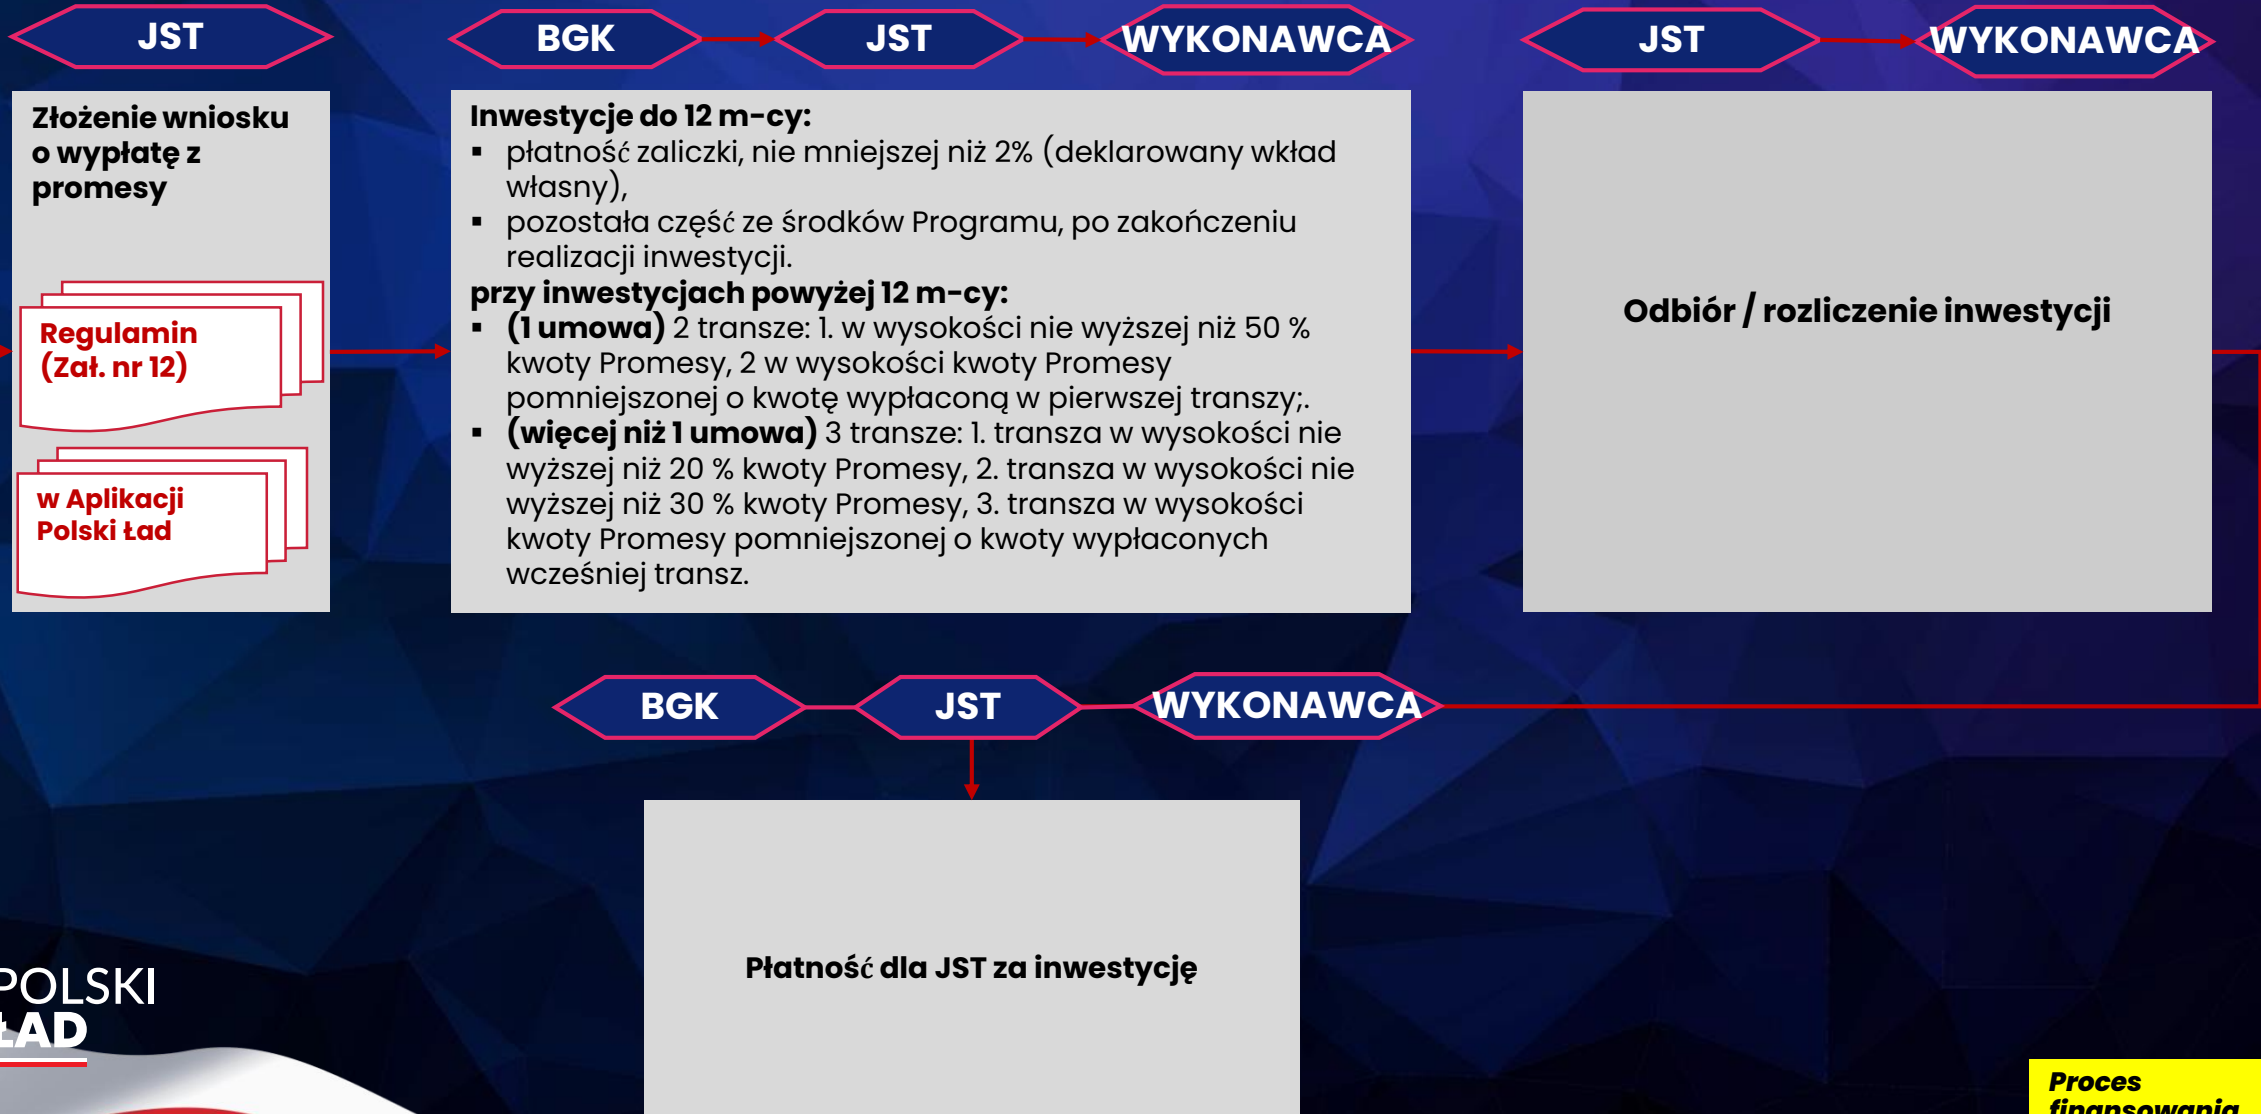 JST
Złożenie wniosku
o wypłatę z
promesy
Regulamin
(Zał. nr 12)
w Aplikacji
Polski Ład
BGK
JST
WYKONAWCA
Inwestycje do 12 m-cy:
▪ płatność zaliczki, nie mniejszej niż 2% (deklarowany wkład
własny),
▪ pozostała część ze środków Programu, po zakończeniu
realizacji inwestycji.
przy inwestycjach powyżej 12 m-cy:
▪ (1 umowa) 2 transze: 1. w wysokości nie wyższej niż 50 %
kwoty Promesy, 2 w wysokości kwoty Promesy
pomniejszonej o kwotę wypłaconą w pierwszej transzy;.
▪ (więcej niż 1 umowa) 3 transze: 1. transza w wysokości nie
wyższej niż 20 % kwoty Promesy, 2. transza w wysokości nie
wyższej niż 30 % kwoty Promesy, 3. transza w wysokości
kwoty Promesy pomniejszonej o kwoty wypłaconych
wcześniej transz.
JST
WYKONAWCA
Odbiór / rozliczenie inwestycji
BGK
JST
WYKONAWCA
Płatność dla JST za inwestycję
POLSKI
ŁAD
Proces
finansowania